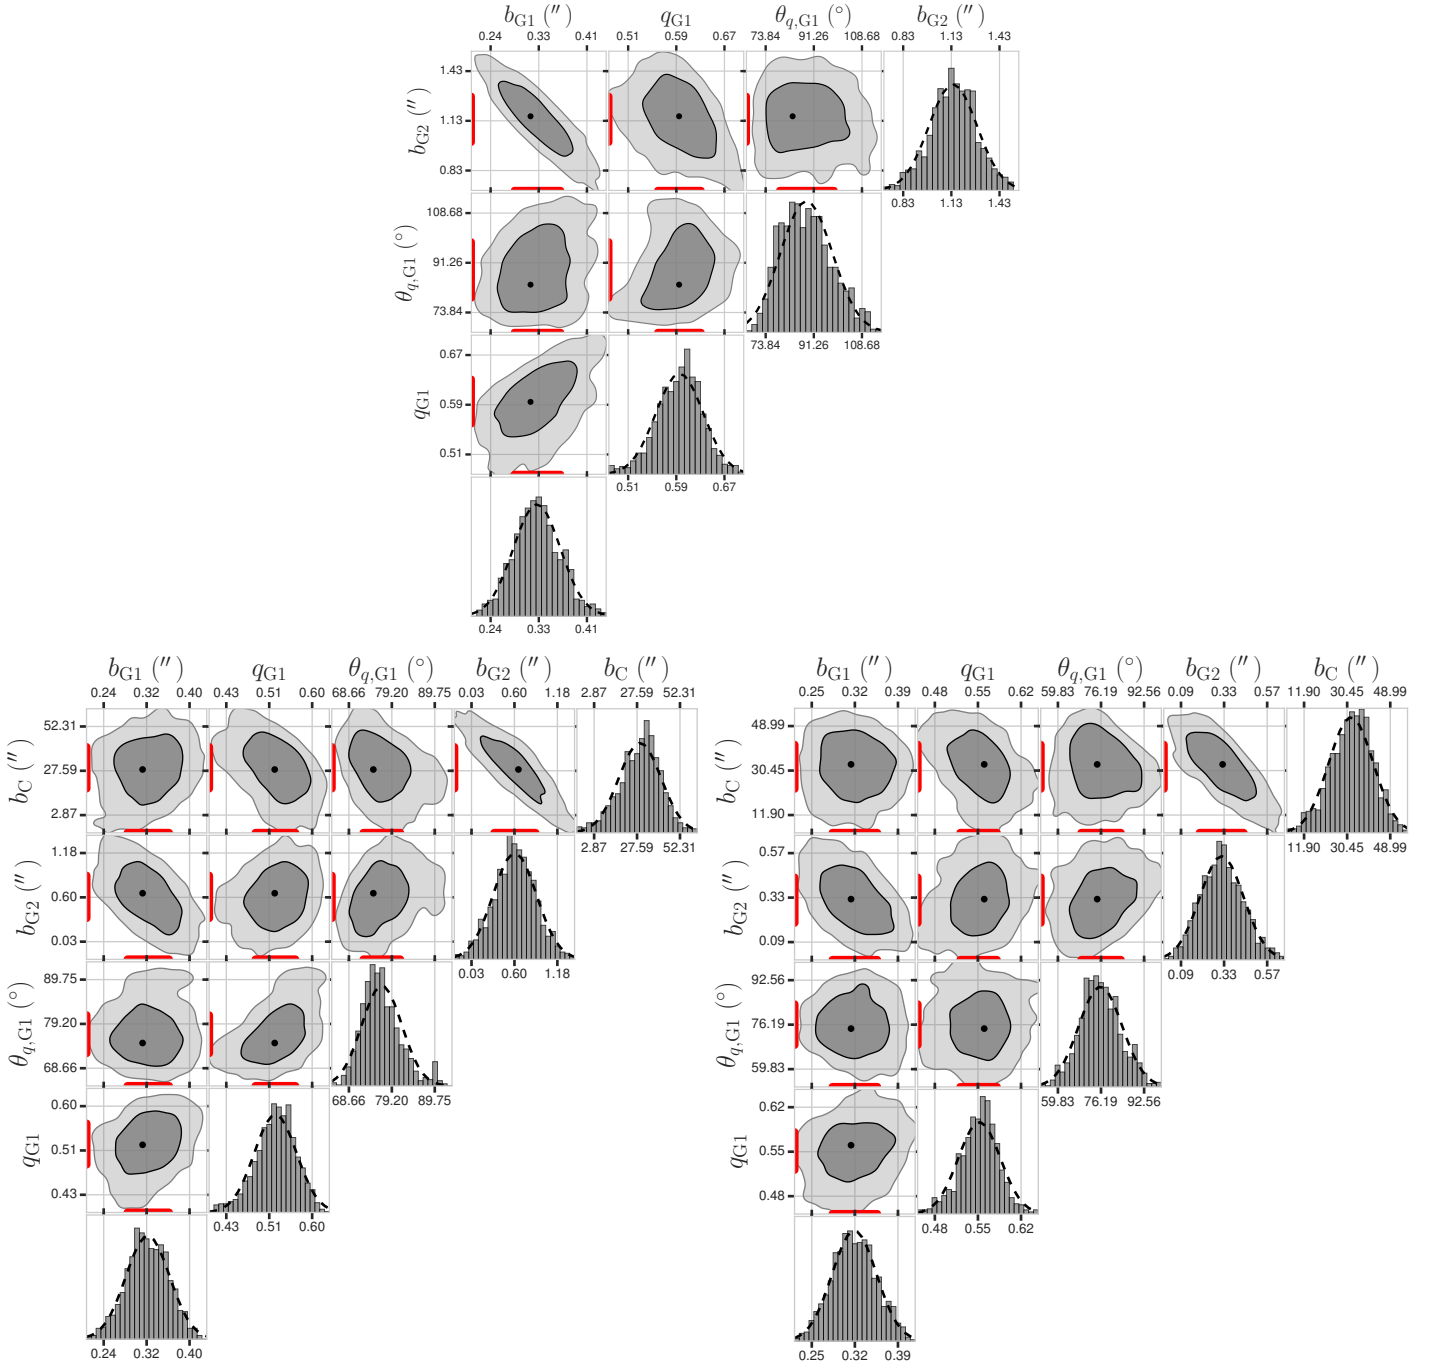 b_G1 (″) q_G1 θ_q,G1 (°) b_G2 (″)
0.24 0.33 0.41 0.51 0.59 0.67 73.84 91.26 108.68 0.83 1.13 1.43
b_G2 (″)
1.43
1.13
0.83
0.83 1.13 1.43
θ_q,G1 (°)
108.68
91.26
73.84
73.84 91.26 108.68
q_G1
0.67
0.59
0.51
0.51 0.59 0.67
0.24 0.33 0.41
b_G1 (″) q_G1 θ_q,G1 (°) b_G2 (″) b_C (″)
0.24 0.32 0.40 0.43 0.51 0.60 68.66 79.20 89.75 0.03 0.60 1.18 2.87 27.59 52.31
b_C (″)
52.31
27.59
2.87
2.87 27.59 52.31
b_G2 (″)
1.18
0.60
0.03
0.03 0.60 1.18
θ_q,G1 (°)
89.75
79.20
68.66
68.66 79.20 89.75
q_G1
0.60
0.51
0.43
0.43 0.51 0.60
0.24 0.32 0.40
b_G1 (″) q_G1 θ_q,G1 (°) b_G2 (″) b_C (″)
0.25 0.32 0.39 0.48 0.55 0.62 59.83 76.19 92.56 0.09 0.33 0.57 11.90 30.45 48.99
b_C (″)
48.99
30.45
11.90
11.90 30.45 48.99
b_G2 (″)
0.57
0.33
0.09
0.09 0.33 0.57
θ_q,G1 (°)
92.56
76.19
59.83
59.83 76.19 92.56
q_G1
0.62
0.55
0.48
0.48 0.55 0.62
0.25 0.32 0.39